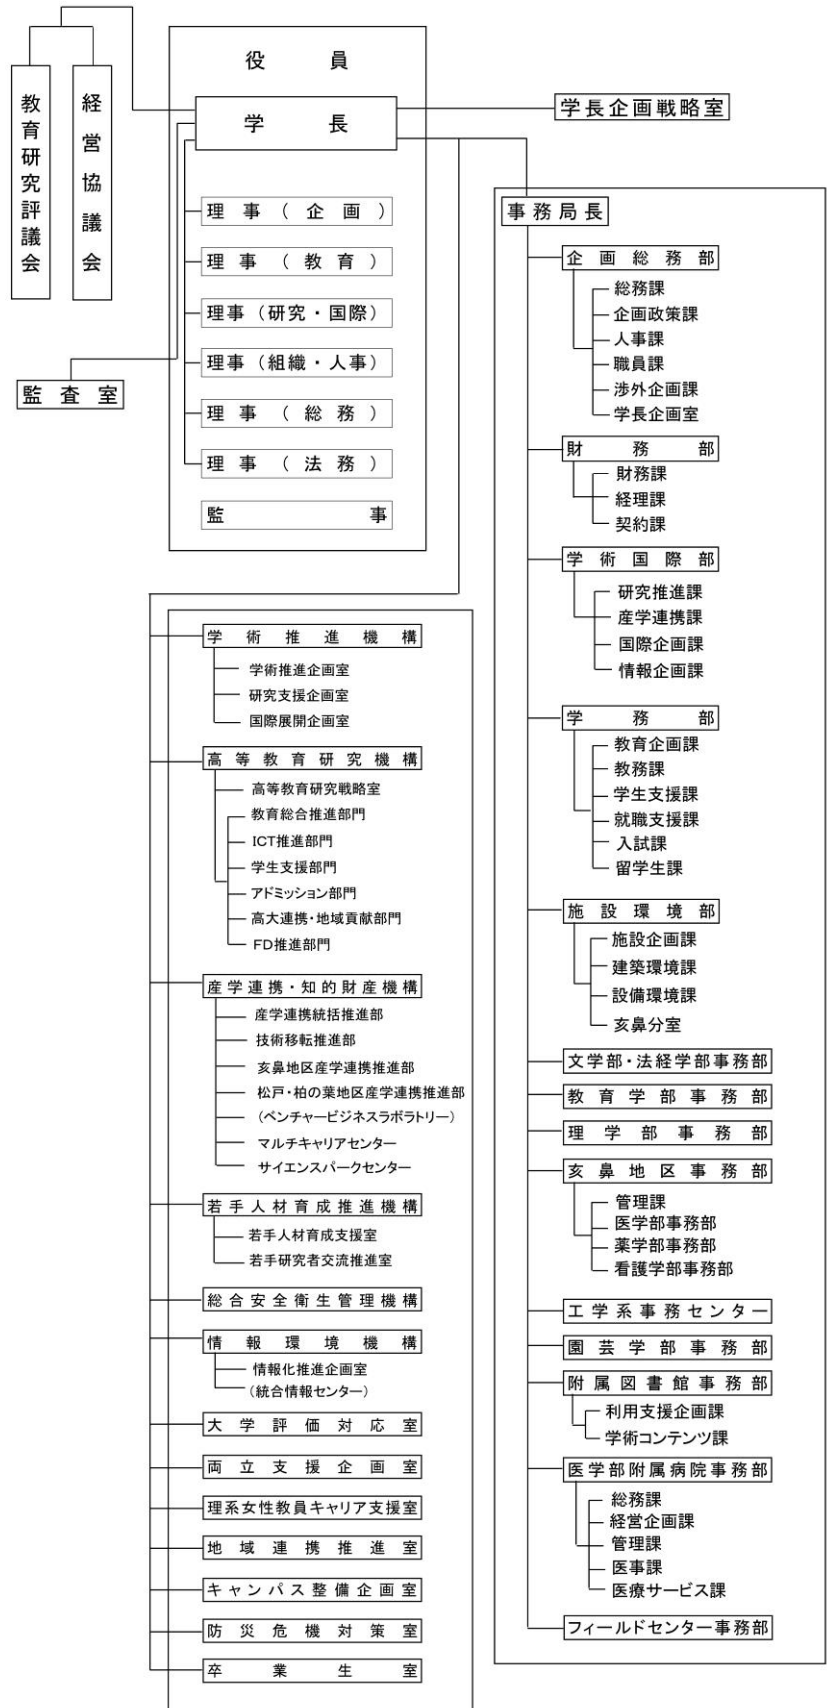 役員
学長
教育研究評議会
経営協議会
監査室
理事（企画）
理事（教育）
理事（研究・国際）
理事（組織・人事）
理事（総務）
理事（法務）
監事
学長企画戦略室
学術推進機構
学術推進企画室
研究支援企画室
国際展開企画室
高等教育研究機構
高等教育研究戦略室
教育総合推進部門
ICT推進部門
学生支援部門
アドミッション部門
高大連携・地域貢献部門
FD推進部門
産学連携・知的財産機構
産学連携統括推進部
技術移転推進部
亥鼻地区産学連携推進部
松戸・柏の葉地区産学連携推進部
（ベンチャービジネスラボラトリー）
マルチキャリアセンター
サイエンスパークセンター
若手人材育成推進機構
若手人材育成支援室
若手研究者交流推進室
総合安全衛生管理機構
情報環境機構
情報化推進企画室
（統合情報センター）
大学評価対応室
両立支援企画室
理系女性教員キャリア支援室
地域連携推進室
キャンパス整備企画室
防災危機対策室
卒業生室
事務局長
企画総務部
総務課
企画政策課
人事課
職員課
渉外企画課
学長企画室
財務部
財務課
経理課
契約課
学術国際部
研究推進課
産学連携課
国際企画課
情報企画課
学務部
教育企画課
教務課
学生支援課
就職支援課
入試課
留学生課
施設環境部
施設企画課
建築環境課
設備環境課
亥鼻分室
文学部・法経学部事務部
教育学部事務部
理学部事務部
亥鼻地区事務部
管理課
医学部事務部
薬学部事務部
看護学部事務部
工学系事務センター
園芸学部事務部
附属図書館事務部
利用支援企画課
学術コンテンツ課
医学部附属病院事務部
総務課
経営企画課
管理課
医事課
医療サービス課
フィールドセンター事務部